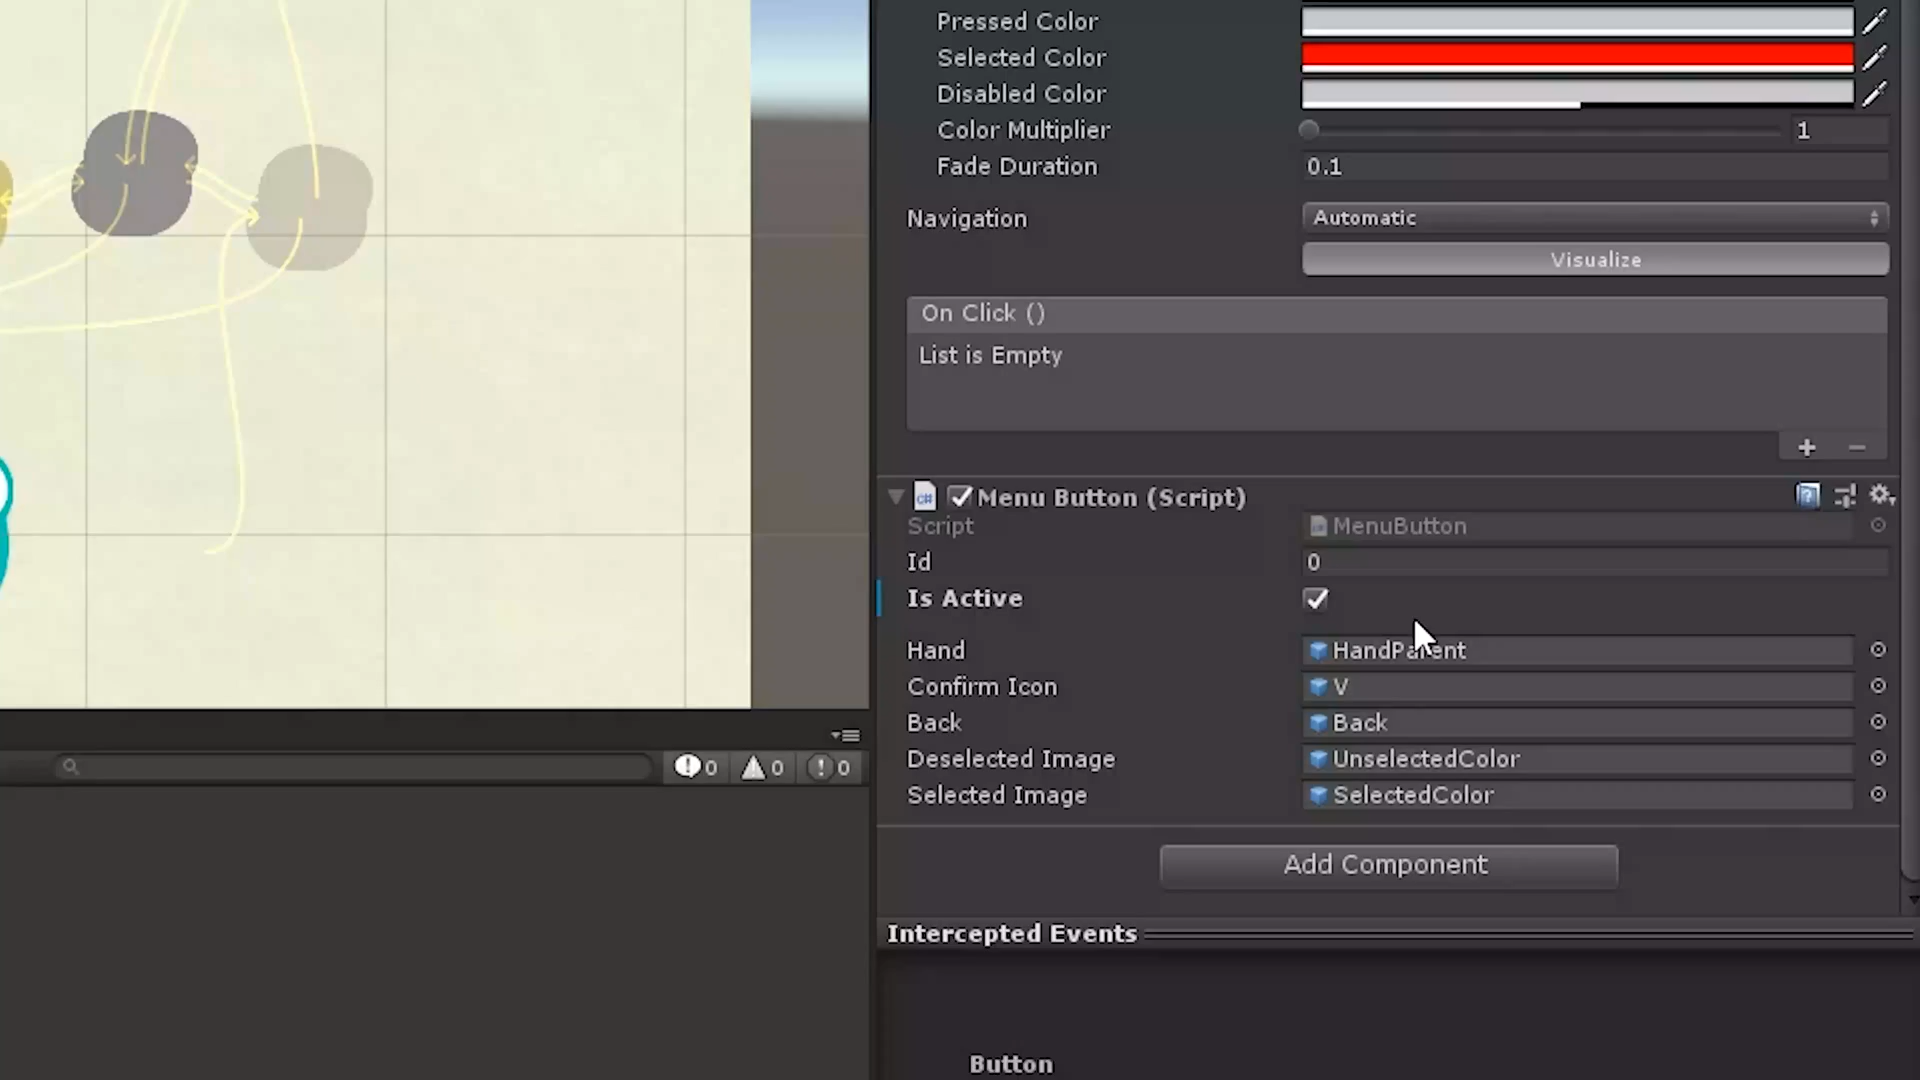 Pressed Color
Selected Color
Disabled Color
Color Multiplier 1
Fade Duration 0.1
Navigation Automatic
Visualize
On Click ()
List is Empty
+ −
Menu Button (Script)
Script MenuButton
Id 0
Is Active
Hand HandParent
Confirm Icon V
Back Back
Deselected Image UnselectedColor
Selected Image SelectedColor
0 0 0
Add Component
Intercepted Events
Button